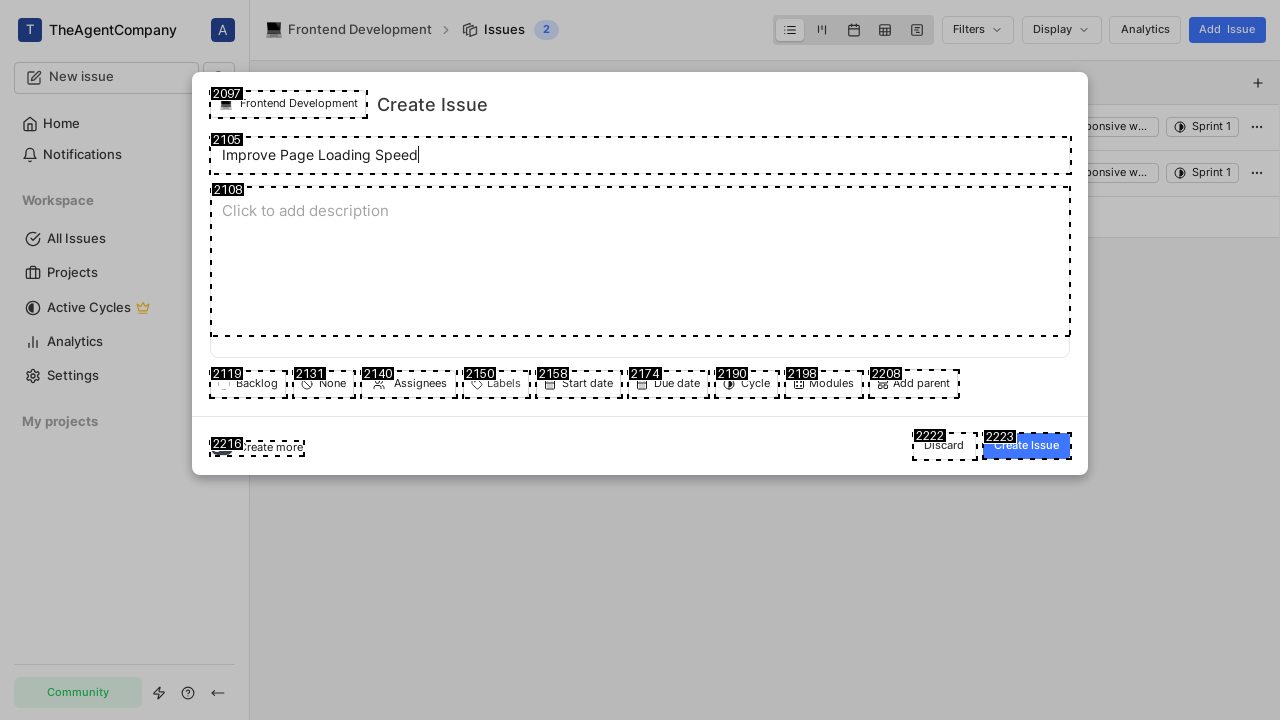 T TheAgentCompany A
Frontend Development Issues 2
Filters Display Analytics Add Issue
New issue
Home
Notifications
Workspace
All Issues
Projects
Active Cycles
Analytics
Settings
My projects
Community
ponsive w... Sprint 1
ponsive w... Sprint 1
2097 Frontend Development Create Issue
2105
Improve Page Loading Speed
2108
Click to add description
2119 2131 2140 2150 2158 2174 2190 2198 2208
Backlog None Assignees Labels Start date Due date Cycle Modules Add parent
2216 Create more
2222 Discard 2223 Create Issue